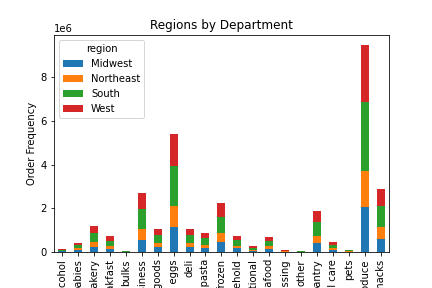 Regions by Department
1e6
region
Midwest
Northeast
South
West
Order Frequency
8
6
4
2
0
cohol
abies
akery
kfast
bulks
iness
goods
eggs
deli
pasta
rozen
ehold
tional
afood
ssing
other
antry
l care
pets
duce
nacks